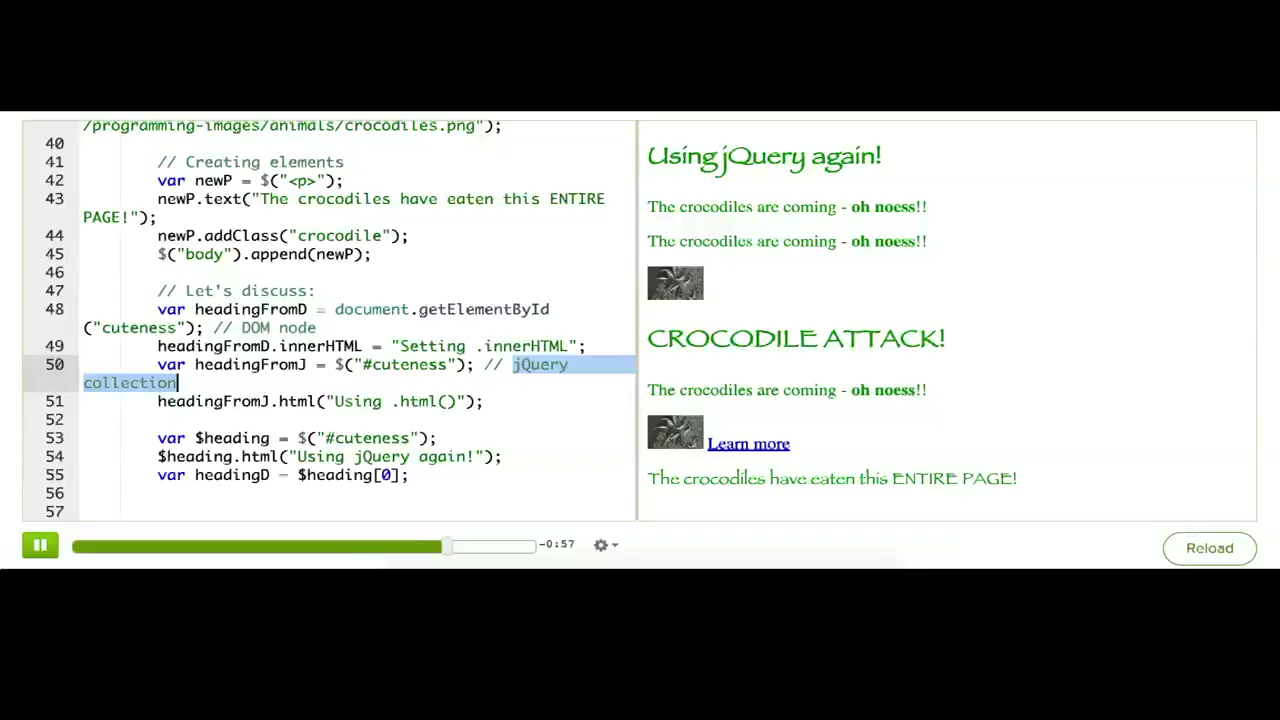 /programming-images/animals/crocodiles.png");
40
41 // Creating elements
42 var newP = $("<p>");
43 newP.text("The crocodiles have eaten this ENTIRE
PAGE!");
44 newP.addClass("crocodile");
45 $("body").append(newP);
46
47 // Let's discuss:
48 var headingFromD = document.getElementById
("cuteness"); // DOM node
49 headingFromD.innerHTML = "Setting .innerHTML";
50 var headingFromJ = $("#cuteness"); // jQuery
collection
51 headingFromJ.html("Using .html()");
52
53 var $heading = $("#cuteness");
54 $heading.html("Using jQuery again!");
55 var headingD = $heading[0];
56
57
Using jQuery again!
The crocodiles are coming - oh noess!!
The crocodiles are coming - oh noess!!
CROCODILE ATTACK!
The crocodiles are coming - oh noess!!
Learn more
The crocodiles have eaten this ENTIRE PAGE!
-0:57
Reload